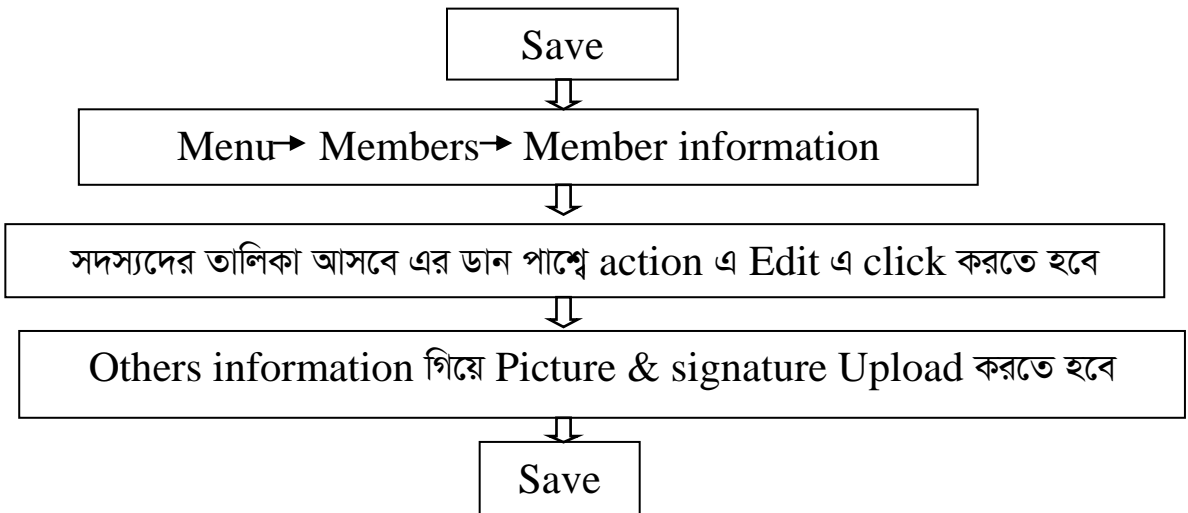 Save
Menu→ Members→ Member information
সদস্যদের তালিকা আসবে এর ডান পাশ্বে action এ Edit এ click করতে হবে
Others information গিয়ে Picture & signature Upload করতে হবে
Save